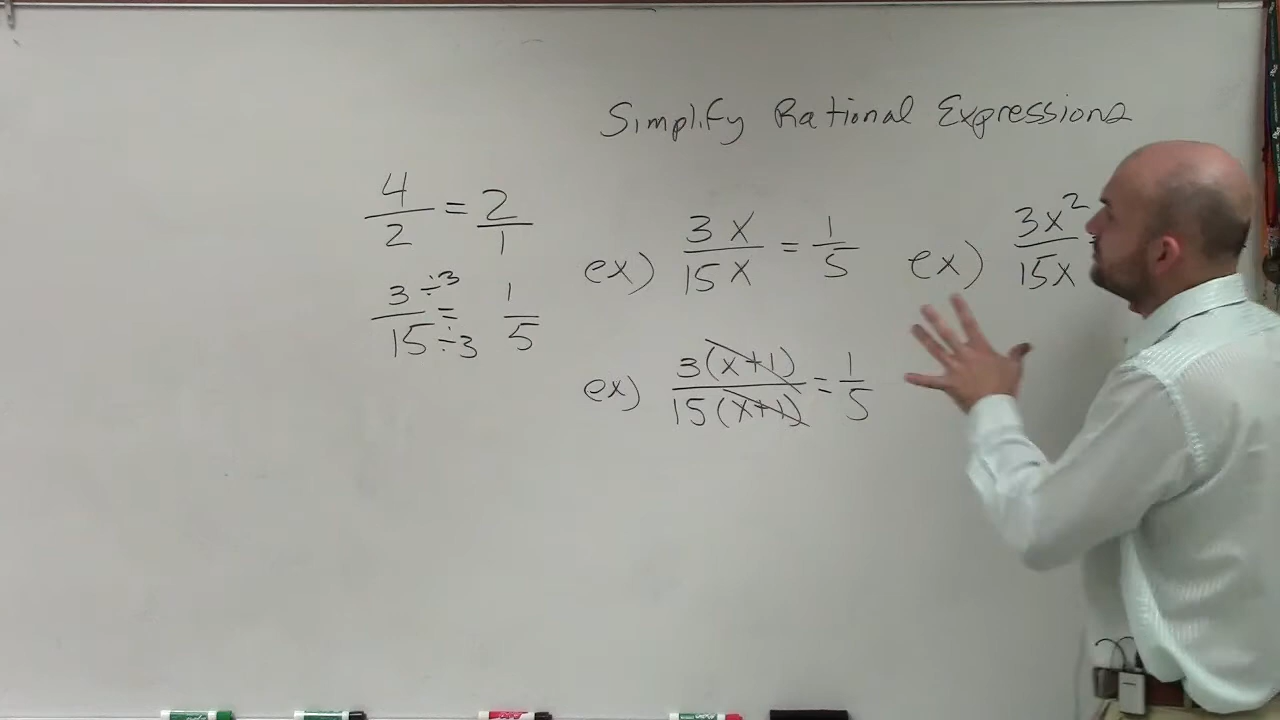 Simplify Rational Expressions
4/2 = 2/1
3÷3/15÷3 = 1/5
ex) 3x/15x = 1/5
ex) 3x²/15x
ex) 3(x+1)/15(x+1) = 1/5